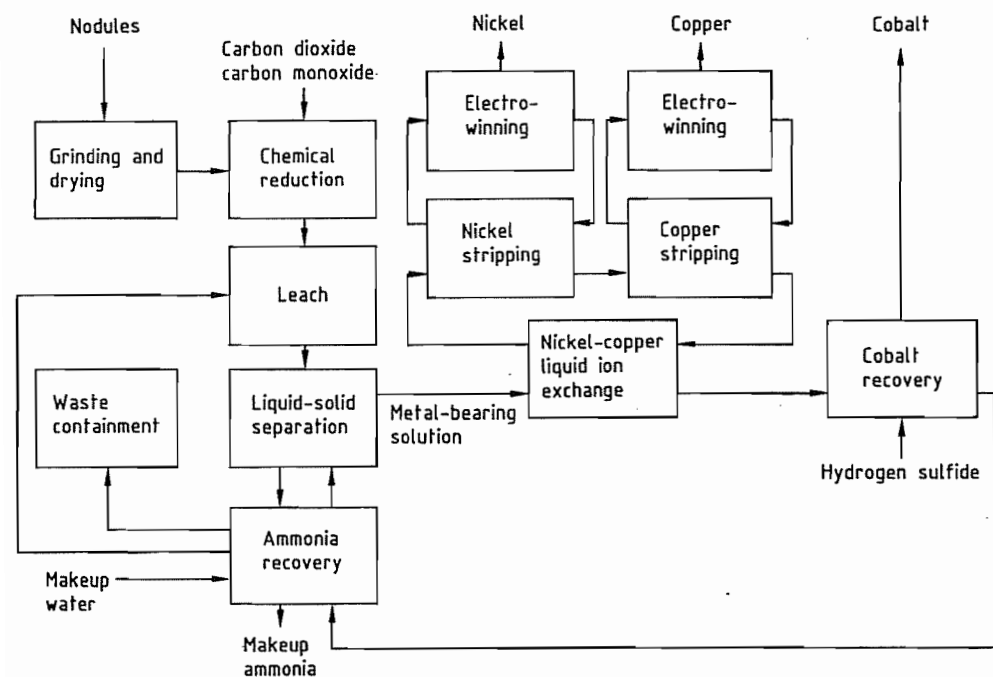 Nodules
Carbon dioxide
carbon monoxide
Nickel
Copper
Cobalt
Grinding and
drying
Chemical
reduction
Electro-
winning
Electro-
winning
Nickel
stripping
Copper
stripping
Leach
Nickel-copper
liquid ion
exchange
Cobalt
recovery
Waste
containment
Liquid-solid
separation
Metal-bearing
solution
Hydrogen sulfide
Ammonia
recovery
Makeup
water
Makeup
ammonia